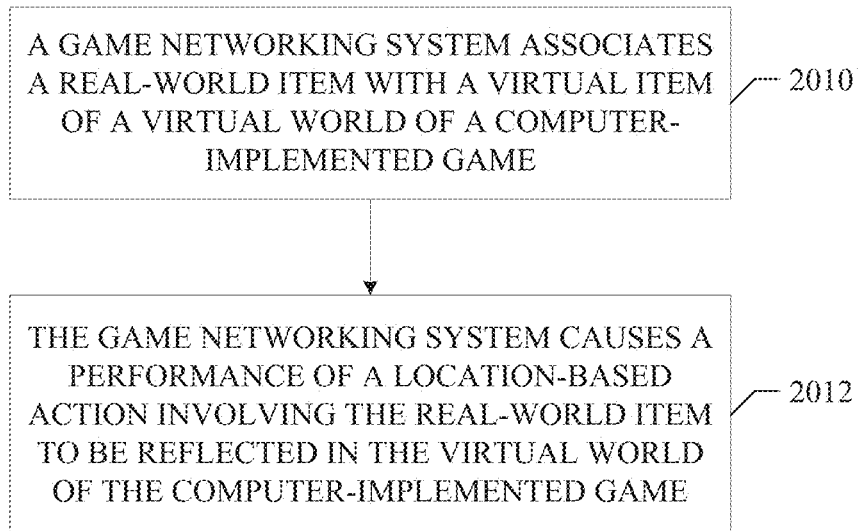 A GAME NETWORKING SYSTEM ASSOCIATES
A REAL-WORLD ITEM WITH A VIRTUAL ITEM
OF A VIRTUAL WORLD OF A COMPUTER-
IMPLEMENTED GAME
2010
THE GAME NETWORKING SYSTEM CAUSES A
PERFORMANCE OF A LOCATION-BASED
ACTION INVOLVING THE REAL-WORLD ITEM
TO BE REFLECTED IN THE VIRTUAL WORLD
OF THE COMPUTER-IMPLEMENTED GAME
2012